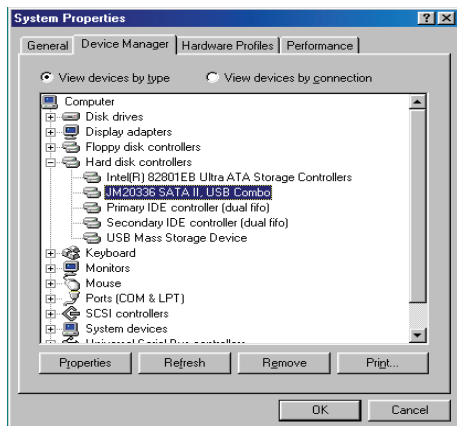 System Properties
General Device Manager Hardware Profiles Performance
View devices by type View devices by connection
Computer
Disk drives
Display adapters
Floppy disk controllers
Hard disk controllers
Intel(R) 82801EB Ultra ATA Storage Controllers
JM20336 SATA II, USB Combo
Primary IDE controller (dual fifo)
Secondary IDE controller (dual fifo)
USB Mass Storage Device
Keyboard
Monitors
Mouse
Ports (COM & LPT)
SCSI controllers
System devices
Properties Refresh Remove Print...
OK Cancel